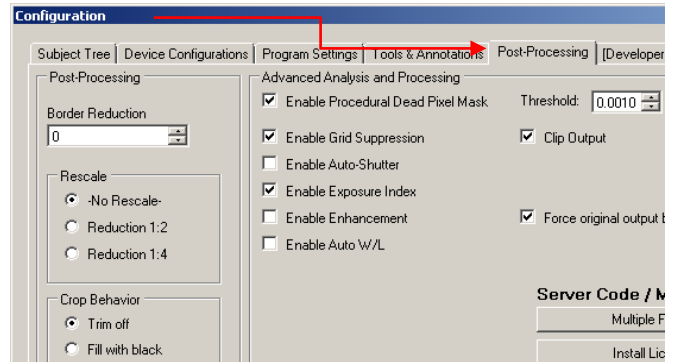 Configuration
Subject Tree Device Configurations Program Settings Tools & Annotations Post-Processing [Developer
Post-Processing
Border Reduction
0
Rescale
-No Rescale-
Reduction 1:2
Reduction 1:4
Crop Behavior
Trim off
Fill with black
Advanced Analysis and Processing
Enable Procedural Dead Pixel Mask Threshold: 0.0010
Enable Grid Suppression Clip Output
Enable Auto-Shutter
Enable Exposure Index
Enable Enhancement Force original output
Enable Auto W/L
Server Code /
Multiple
Install